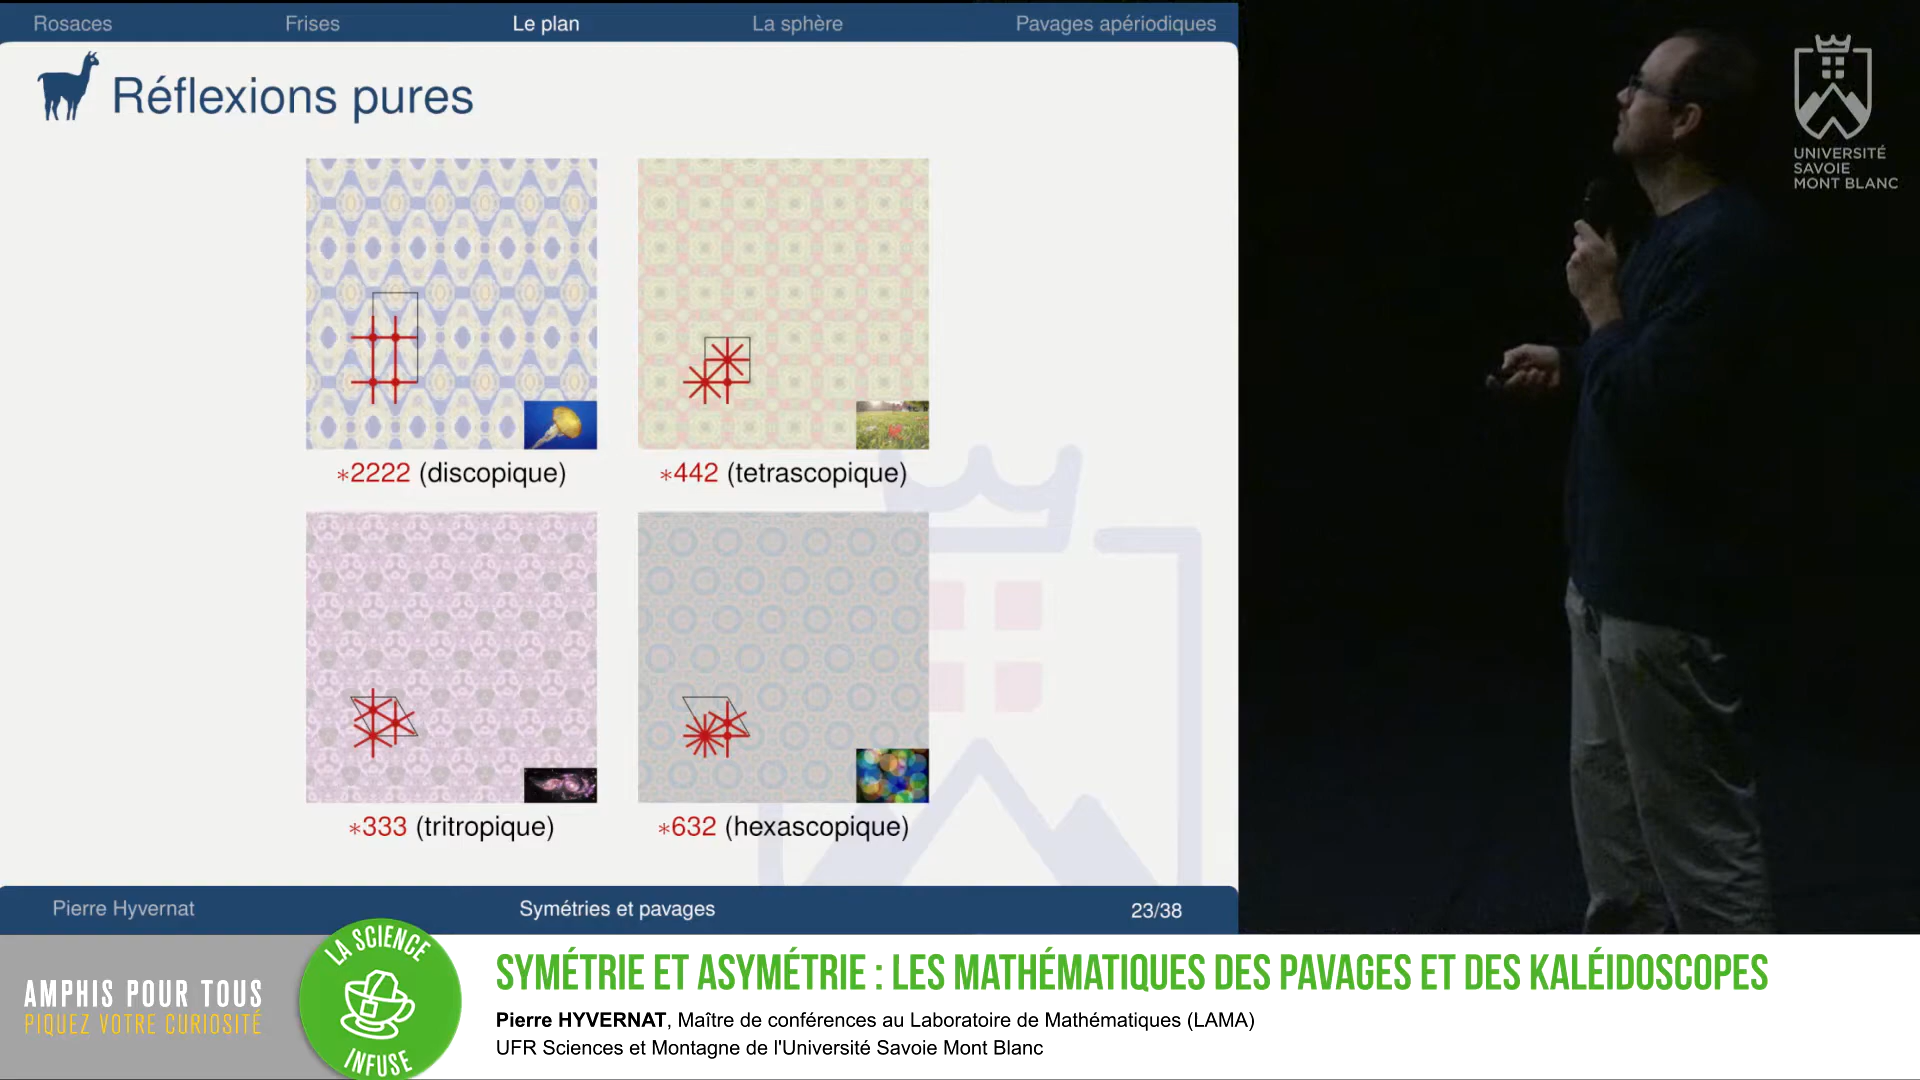 Rosaces Frises Le plan La sphère Pavages apériodiques
Réflexions pures
*2222 (discopique) *442 (tetrascopique)
*333 (tritropique) *632 (hexascopique)
Pierre Hyvernat Symétries et pavages 23/38
UNIVERSITÉ
SAVOIE
MONT BLANC
AMPHIS POUR TOUS
PIQUEZ VOTRE CURIOSITÉ
LA SCIENCE
INFUSE
SYMÉTRIE ET ASYMÉTRIE : LES MATHÉMATIQUES DES PAVAGES ET DES KALÉIDOSCOPES
Pierre HYVERNAT, Maître de conférences au Laboratoire de Mathématiques (LAMA)
UFR Sciences et Montagne de l'Université Savoie Mont Blanc